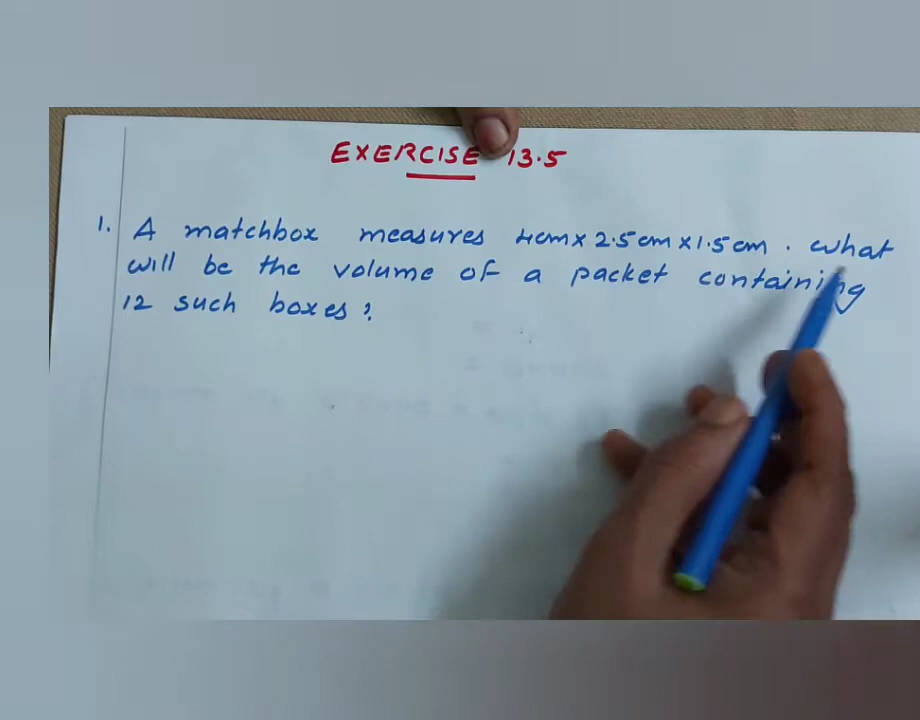 EXERCISE 13.5
1. A matchbox measures 4cm x 2.5cm x 1.5cm. what
will be the volume of a packet containing
12 such boxes?